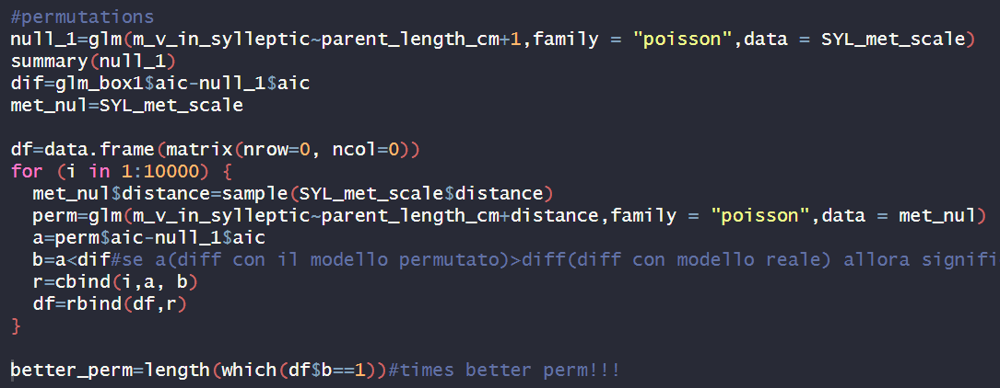 #permutations
null_1=glm(m_v_in_sylleptic~parent_length_cm+1,family = "poisson",data = SYL_met_scale)
summary(null_1)
dif=glm_box1$aic-null_1$aic
met_nul=SYL_met_scale
df=data.frame(matrix(nrow=0, ncol=0))
for (i in 1:10000) {
  met_nul$distance=sample(SYL_met_scale$distance)
  perm=glm(m_v_in_sylleptic~parent_length_cm+distance,family = "poisson",data = met_nul)
  a=perm$aic-null_1$aic
  b=a<dif#se a(diff con il modello permutato)>diff(diff con modello reale) allora signifi
  r=cbind(i,a, b)
  df=rbind(df,r)
}
better_perm=length(which(df$b==1))#times better perm!!!